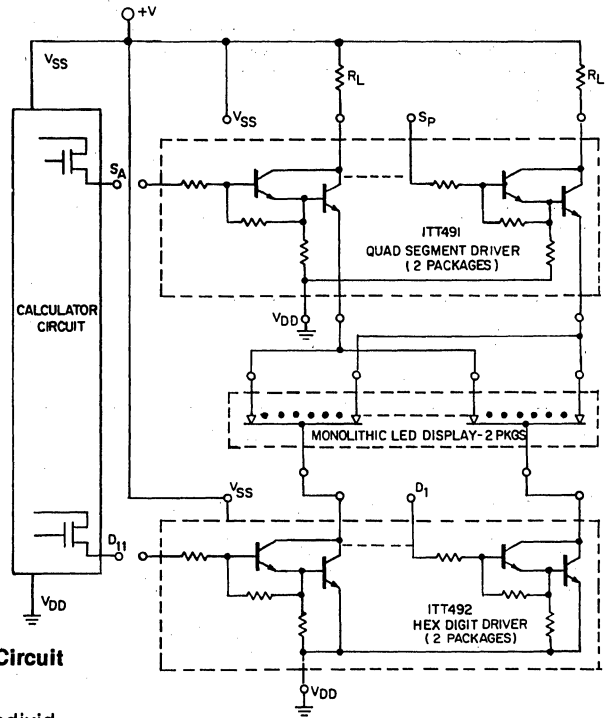 +V
VSS
RL
RL
VSS
SP
SA
ITT491
QUAD SEGMENT DRIVER
(2 PACKAGES)
CALCULATOR
CIRCUIT
VDD
MONOLITHIC LED DISPLAY-2 PKGS
VSS
D1
D11
VDD
ITT492
HEX DIGIT DRIVER
(2 PACKAGES)
Circuit
VDD
individ